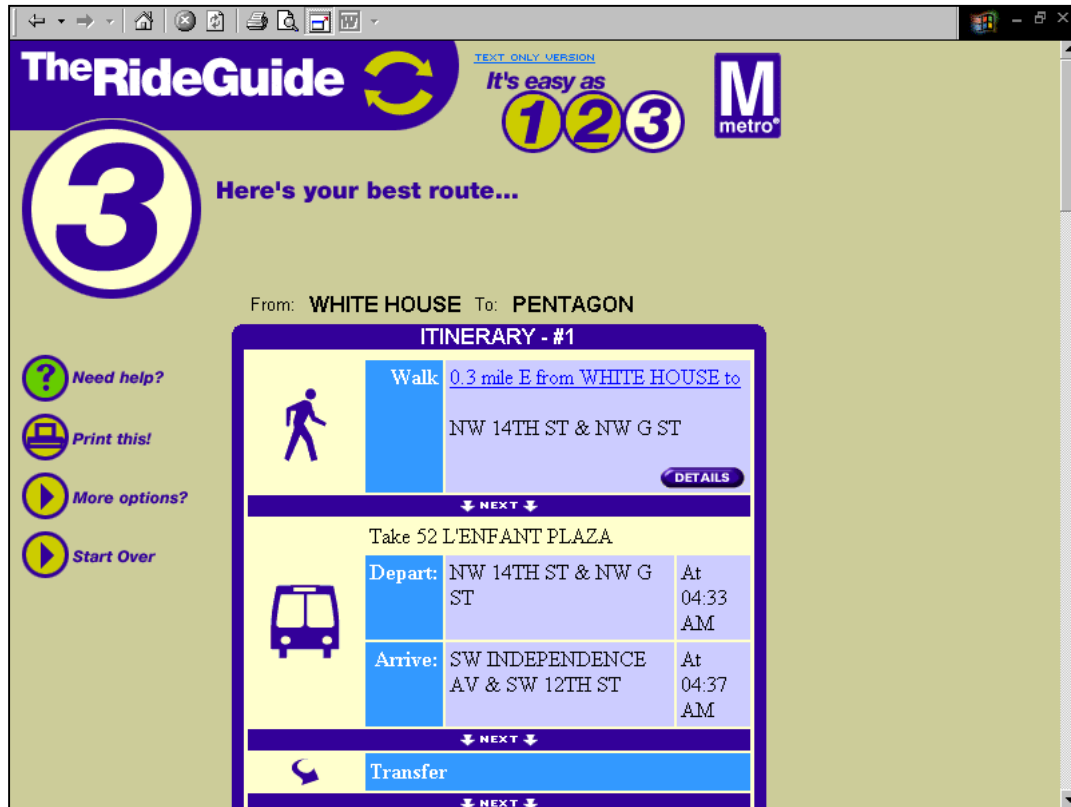 TheRideGuide
TEXT ONLY VERSION
It's easy as
1 2 3
M
metro®
3
Here's your best route...
From: WHITE HOUSE To: PENTAGON
ITINERARY - #1
Need help?
Print this!
More options?
Start Over
Walk 0.3 mile E from WHITE HOUSE to
NW 14TH ST & NW G ST
DETAILS
NEXT
Take 52 L'ENFANT PLAZA
Depart: NW 14TH ST & NW G At
ST 04:33
AM
Arrive: SW INDEPENDENCE At
AV & SW 12TH ST 04:37
AM
NEXT
Transfer
NEXT